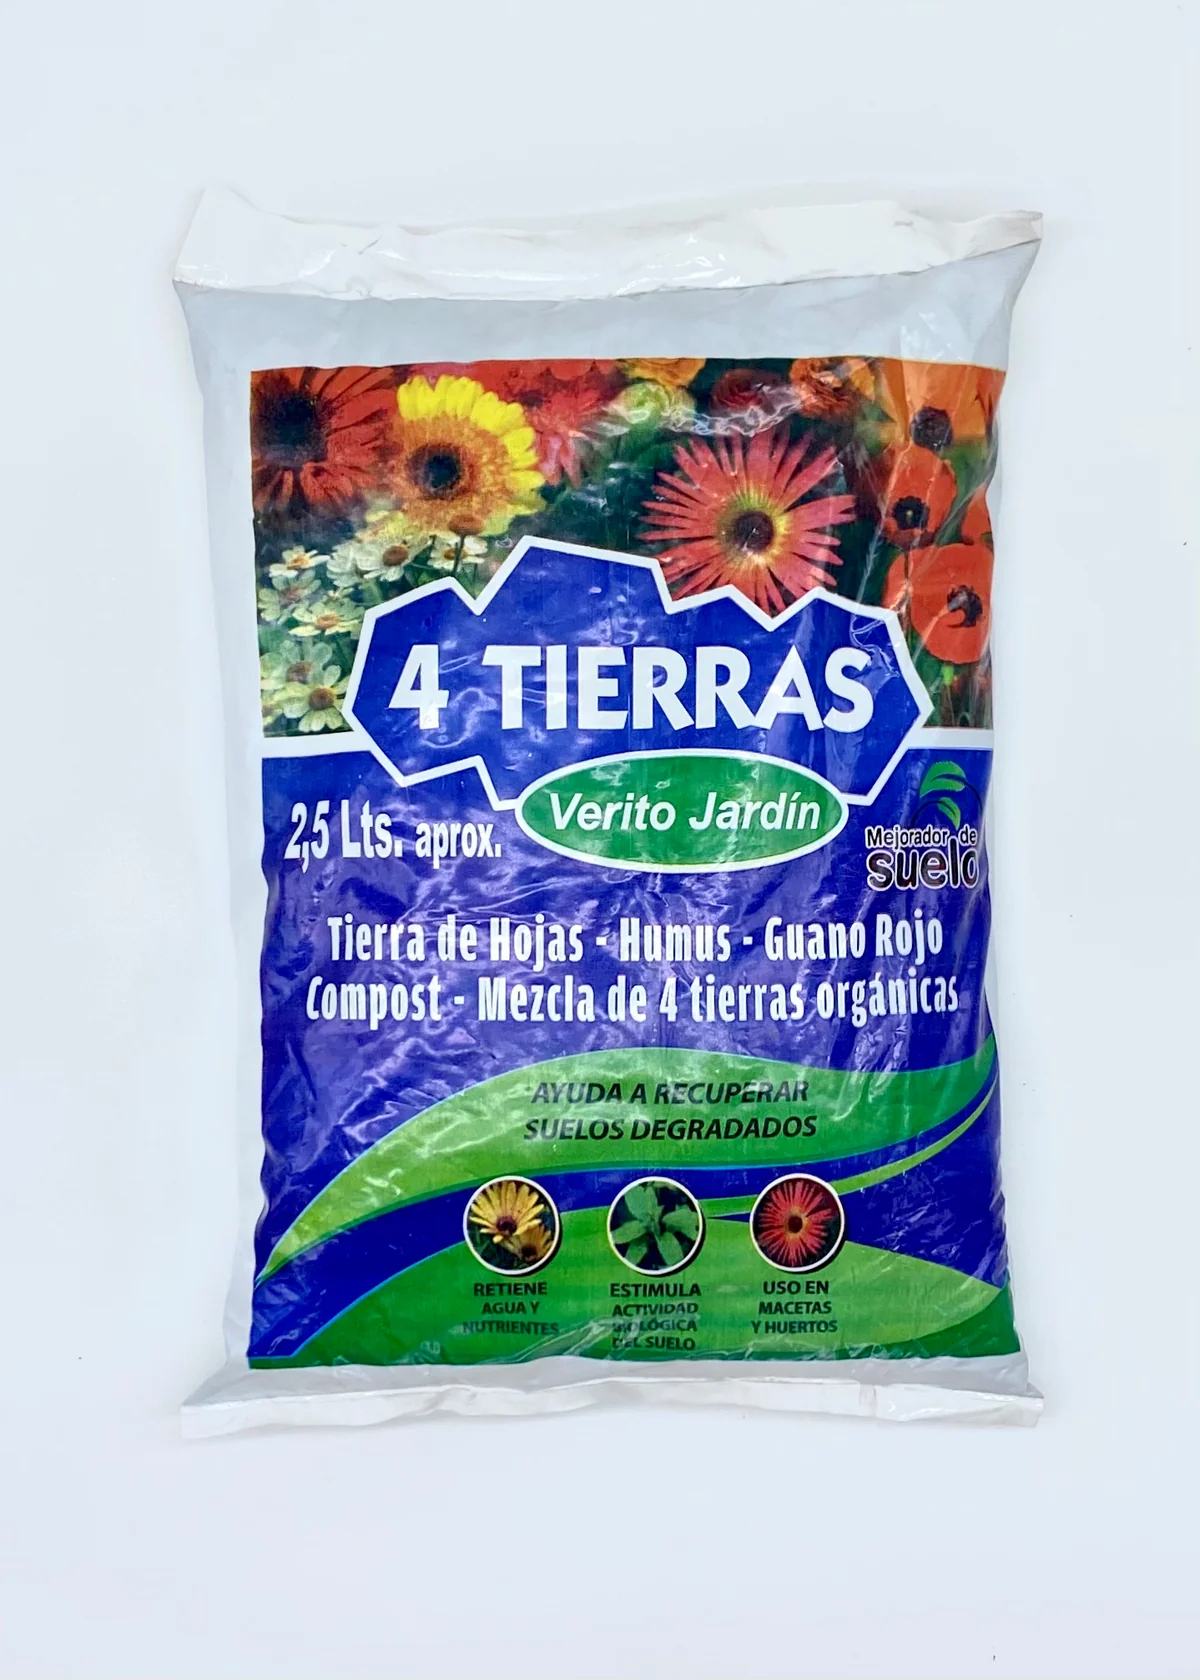 4 TIERRAS
Verito Jardín
2,5 Lts. aprox.
Mejorador de
suelo
Tierra de Hojas - Humus - Guano Rojo
Compost - Mezcla de 4 tierras orgánicas
AYUDA A RECUPERAR
SUELOS DEGRADADOS
RETIENE
AGUA Y
NUTRIENTES
ESTIMULA
ACTIVIDAD
BIOLÓGICA
DEL SUELO
USO EN
MACETAS
Y HUERTOS